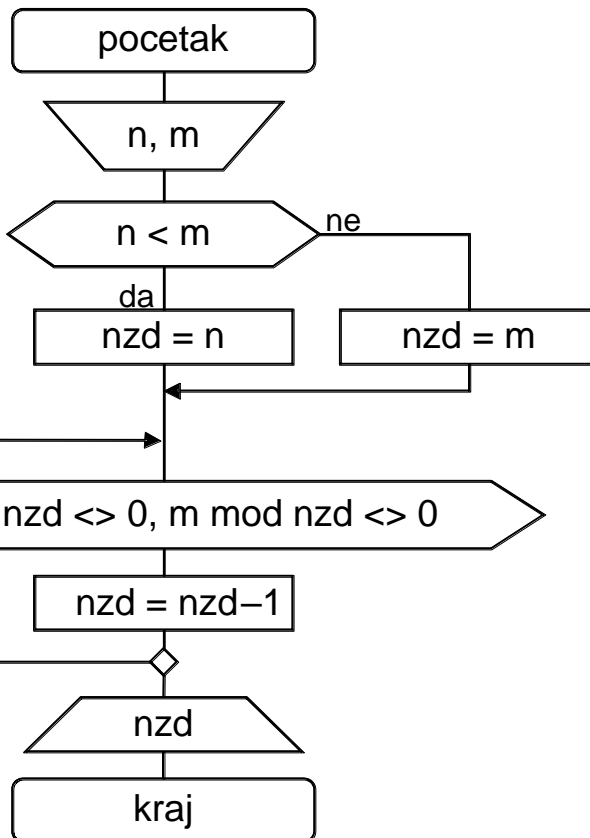 pocetak
n, m
n < m
ne
da
nzd = n
nzd = m
nzd <> 0, m mod nzd <> 0
nzd = nzd−1
nzd
kraj